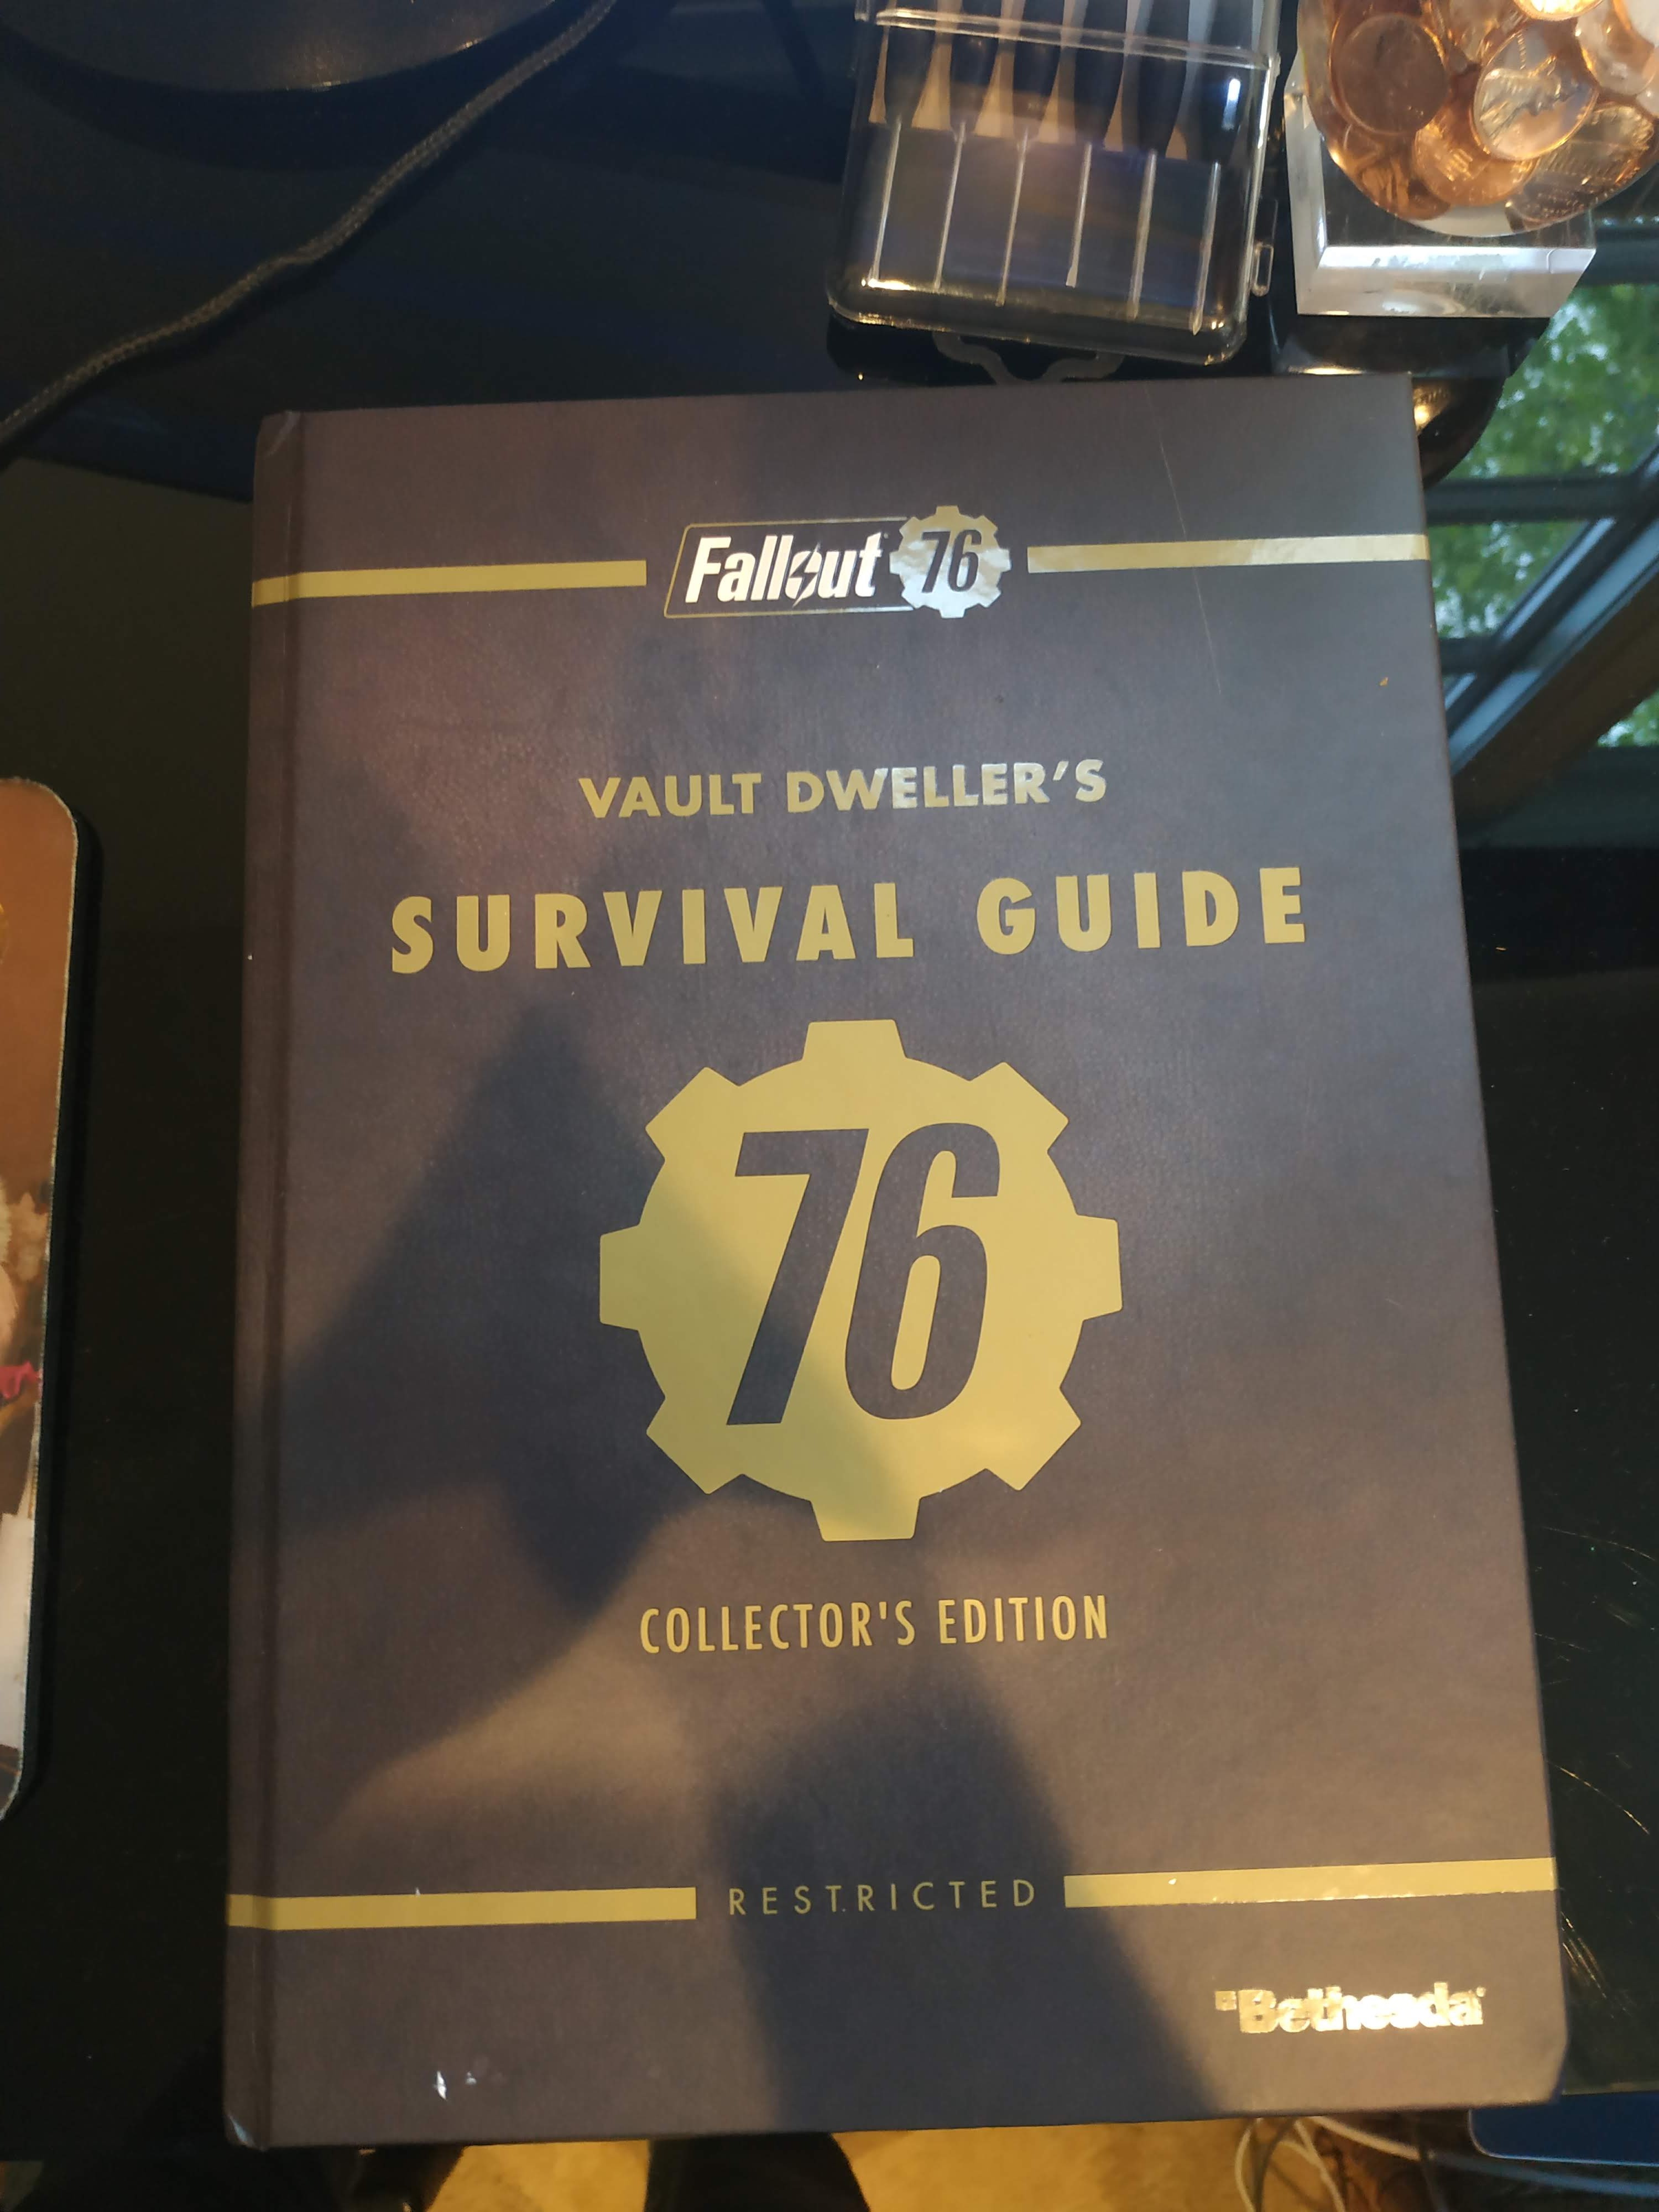 Fallout 76
VAULT DWELLER'S
SURVIVAL GUIDE
76
COLLECTOR'S EDITION
RESTRICTED
Bethesda